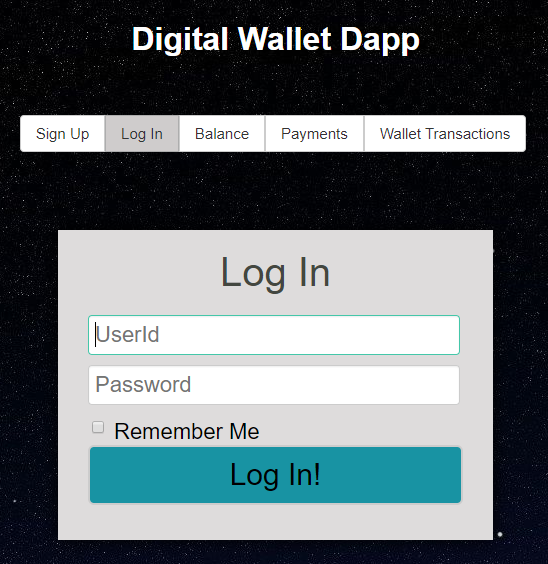 Digital Wallet Dapp
Sign Up Log In Balance Payments Wallet Transactions
Log In
UserId
Password
Remember Me
Log In!